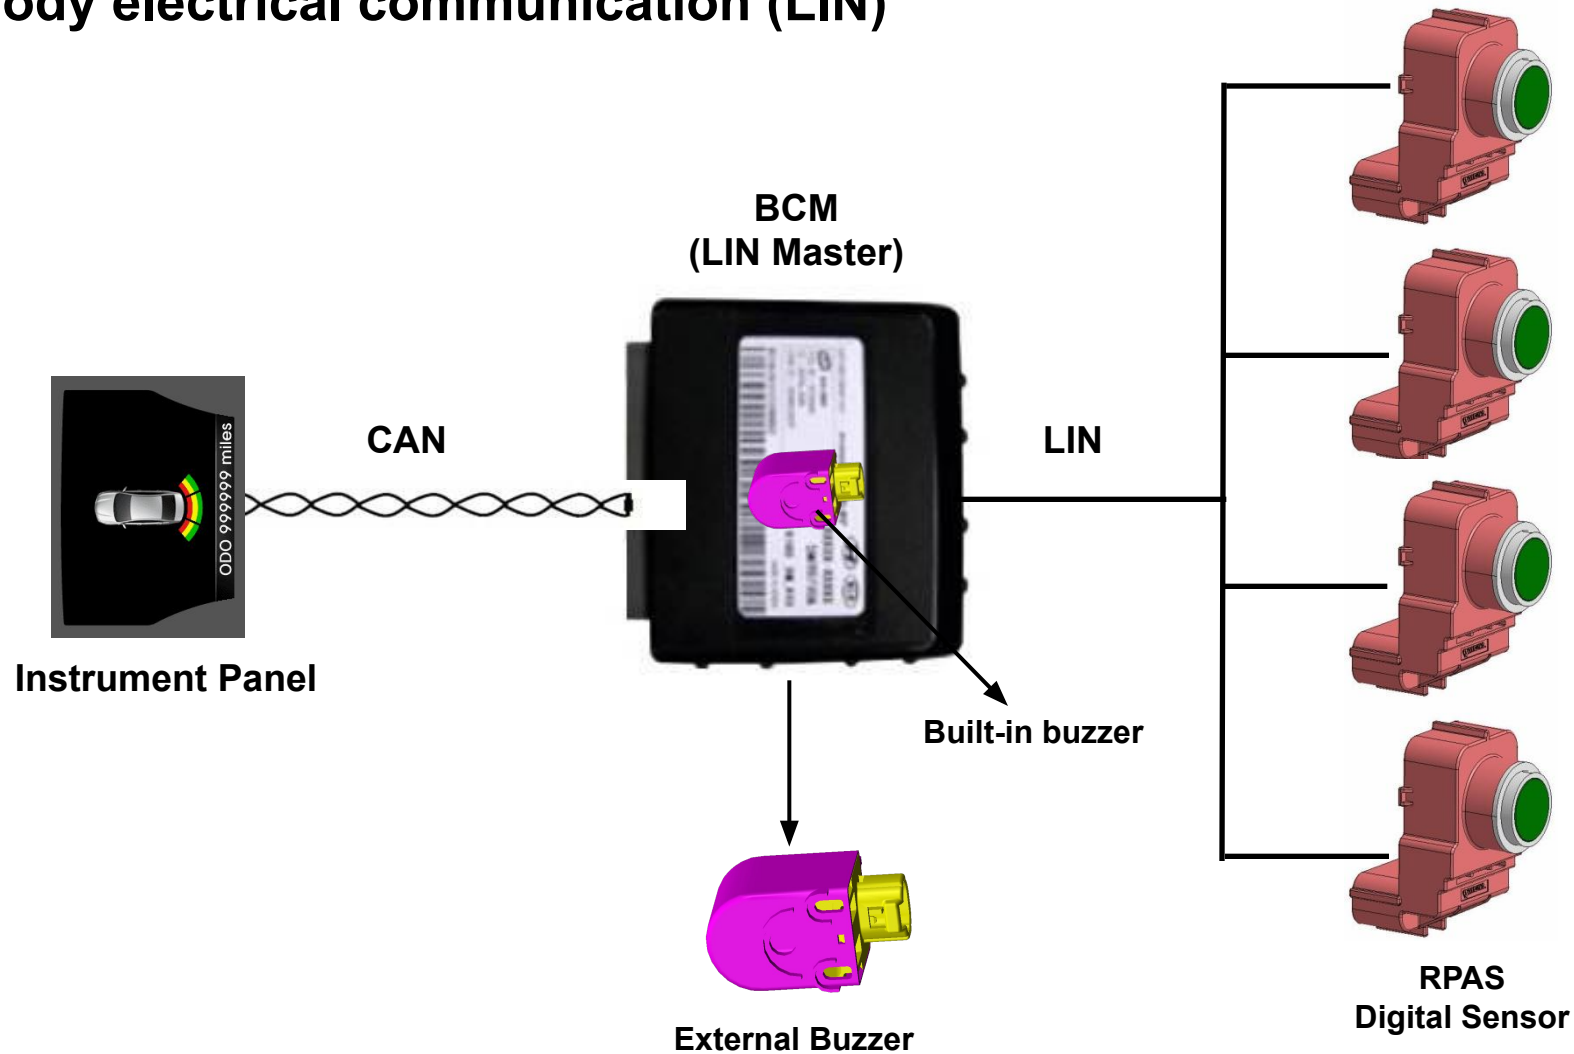 ody electrical communication (LIN)
BCM
(LIN Master)
CAN
LIN
ODO 999999 miles
Instrument Panel
Built-in buzzer
External Buzzer
RPAS
Digital Sensor